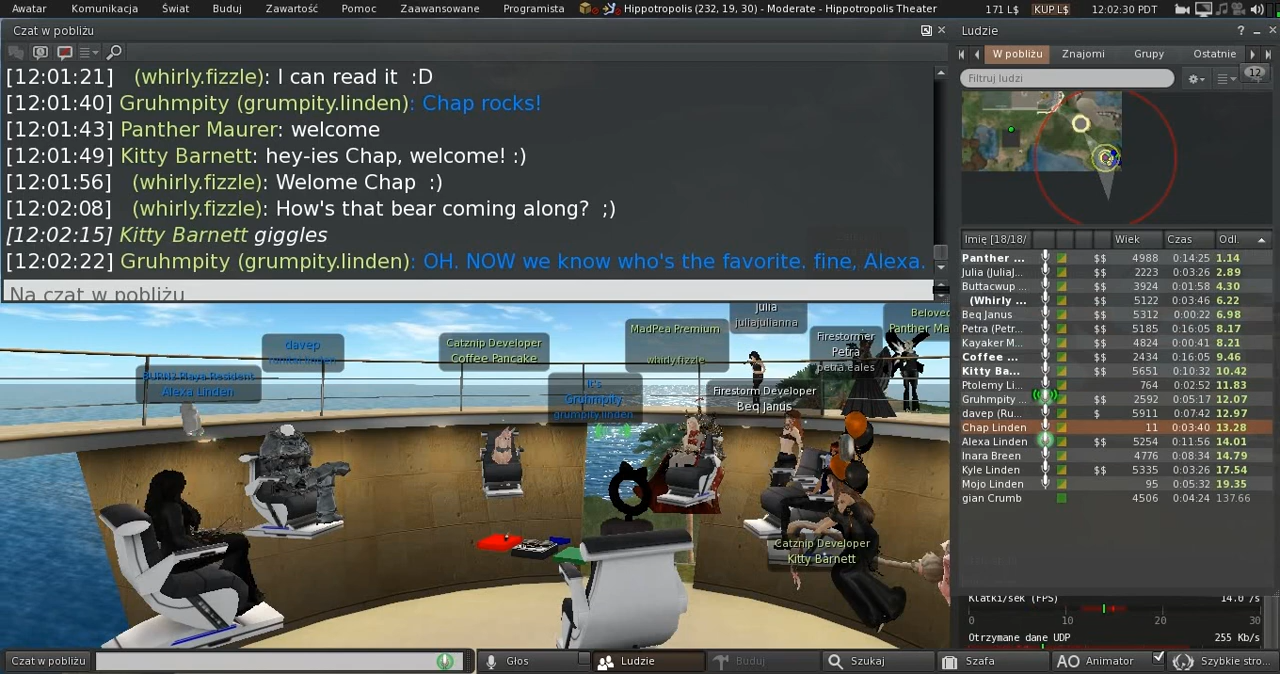 Awatar Komunikacja Świat Buduj Zawartość Pomoc Zaawansowane Programista Hippotropolis (232, 19, 30) - Moderate - Hippotropolis Theater 171 L$ KUP L$ 12:02:30 PDT
Czat w pobliżu
[12:01:21] (whirly.fizzle): I can read it :D
[12:01:40] Gruhmpity (grumpity.linden): Chap rocks!
[12:01:43] Panther Maurer: welcome
[12:01:49] Kitty Barnett: hey-ies Chap, welcome! :)
[12:01:56] (whirly.fizzle): Welome Chap :)
[12:02:08] (whirly.fizzle): How's that bear coming along? ;)
[12:02:15] Kitty Barnett giggles
[12:02:22] Gruhmpity (grumpity.linden): OH. NOW we know who's the favorite. fine, Alexa.
Na czat w pobliżu
Ludzie
W pobliżu Znajomi Grupy Ostatnie
Filtruj ludzi
12
Imię [18/18/ Wiek Czas Odl.
Panther ... $$ 4988 0:14:25 1.14
Julia (JuliaJ... $$ 2223 0:03:26 2.89
Buttacwup ... $$ 3924 0:01:58 4.30
(Whirly ... $$ 5122 0:03:46 6.22
Beq Janus $$ 5312 0:00:22 6.98
Petra (Petr... $$ 5185 0:16:05 8.17
Kayaker M... $$ 4824 0:00:41 8.21
Coffee ... $$ 2434 0:16:05 9.46
Kitty Ba... $$ 5651 0:10:32 10.42
Ptolemy Li... 764 0:02:52 11.83
Gruhmpity ... $$ 2592 0:05:17 12.07
davep (Ru... $ 5911 0:07:42 12.97
Chap Linden 11 0:03:40 13.28
Alexa Linden $$ 5254 0:11:56 14.01
Inara Breen 4776 0:08:34 14.79
Kyle Linden $$ 5335 0:03:26 17.54
Mojo Linden 95 0:05:32 19.35
gian Crumb 4506 0:04:24 137.66
Klatki/sek (FPS) 14.0 /s
0 10 20 30
Otrzymane dane UDP 255 Kb/s
Julia
juliajulianna
MadPea Premium
whirly.fizzle
Firestormer
Petra
petra.eales
Beloved
Panther Ma
davep
Catznip Developer
Coffee Pancake
BURN2 Playa Resident
Alexa Linden
It's
Gruhmpity
grumpity.linden
Firestorm Developer
Beq Janus
Catznip Developer
Kitty Barnett
Czat w pobliżu Głos Ludzie Buduj Szukaj Szafa AO Animator Szybkie stro...